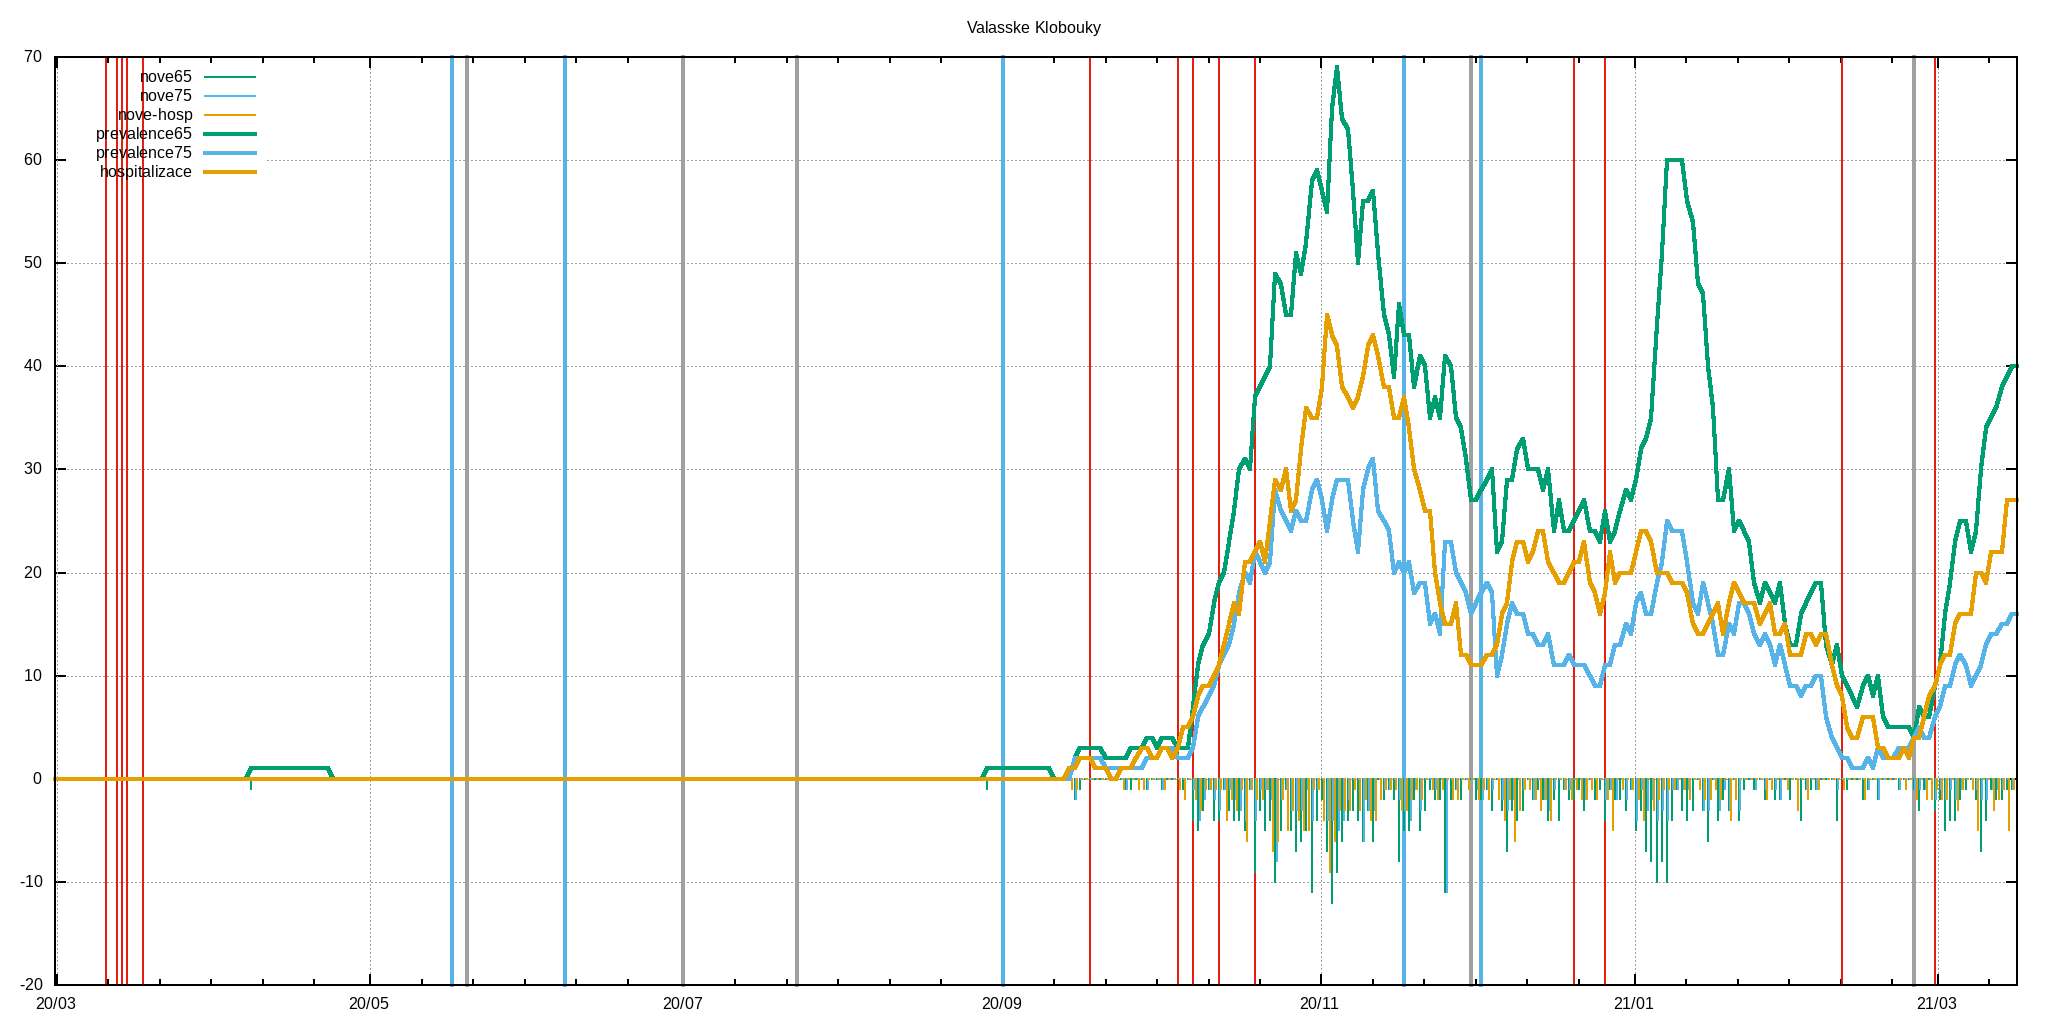 Valasske Klobouky
70
nove65
nove75
nove-hosp
prevalence65
60
prevalence75
hospitalizace
50
40
30
20
10
0
-10
-20
20/03 20/05 20/07 20/09 20/11 21/01 21/03